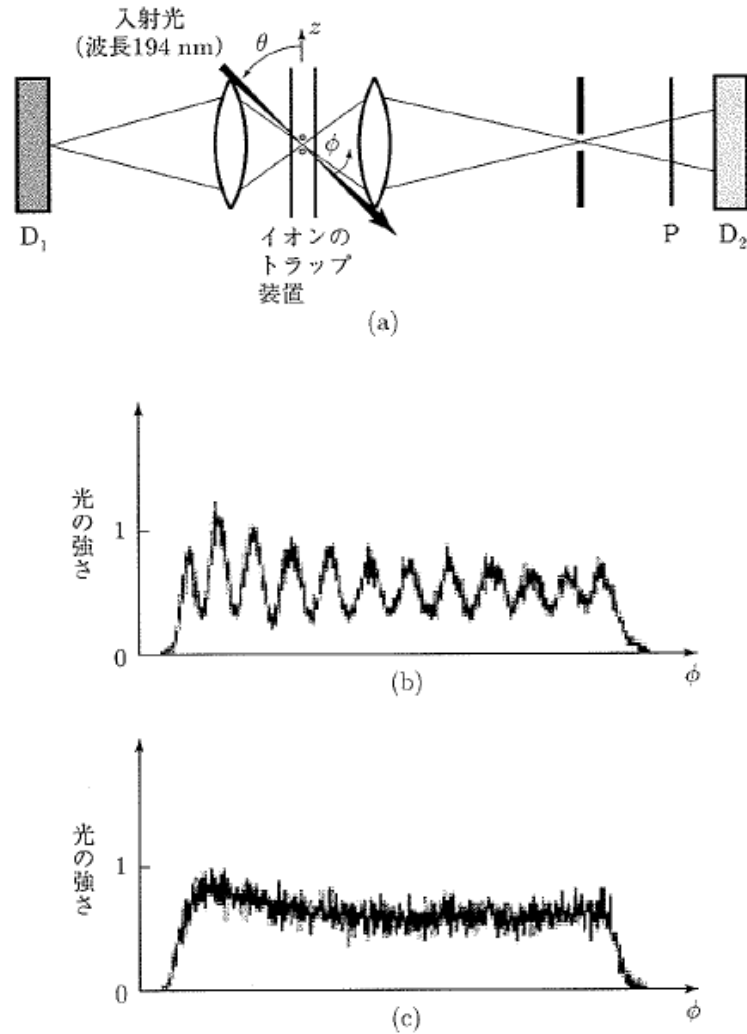 入射光
(波長194 nm)
θ
z
φ
D₁
イオンの
トラップ
装置
P
D₂
(a)
光の強さ
1
0
φ
(b)
光の強さ
1
0
φ
(c)